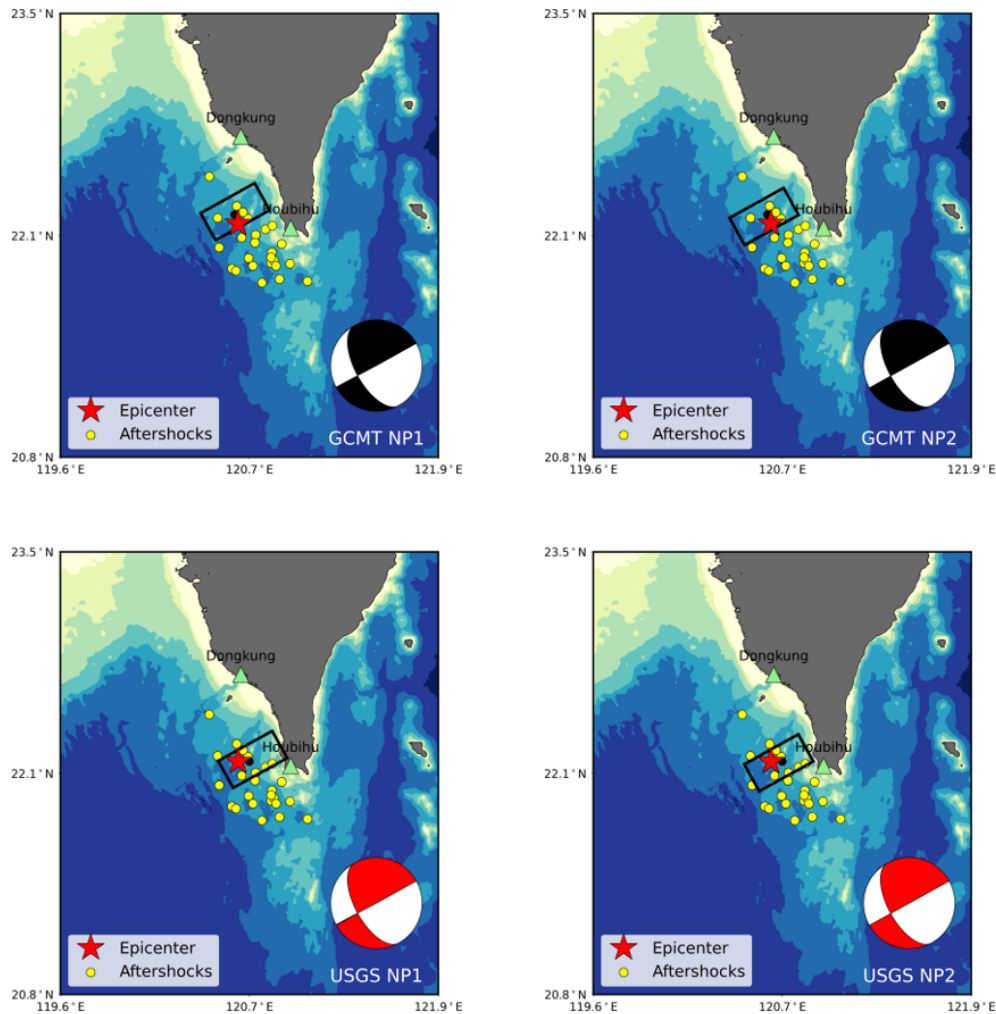 23.5°N
Dongkung
Houbihu
22.1°N
Epicenter
Aftershocks
GCMT NP1
20.8°N
119.6°E
120.7°E
121.9°E
23.5°N
Dongkung
Houbihu
22.1°N
Epicenter
Aftershocks
GCMT NP2
20.8°N
119.6°E
120.7°E
121.9°E
23.5°N
Dongkung
Houbihu
22.1°N
Epicenter
Aftershocks
USGS NP1
20.8°N
119.6°E
120.7°E
121.9°E
23.5°N
Dongkung
Houbihu
22.1°N
Epicenter
Aftershocks
USGS NP2
20.8°N
119.6°E
120.7°E
121.9°E